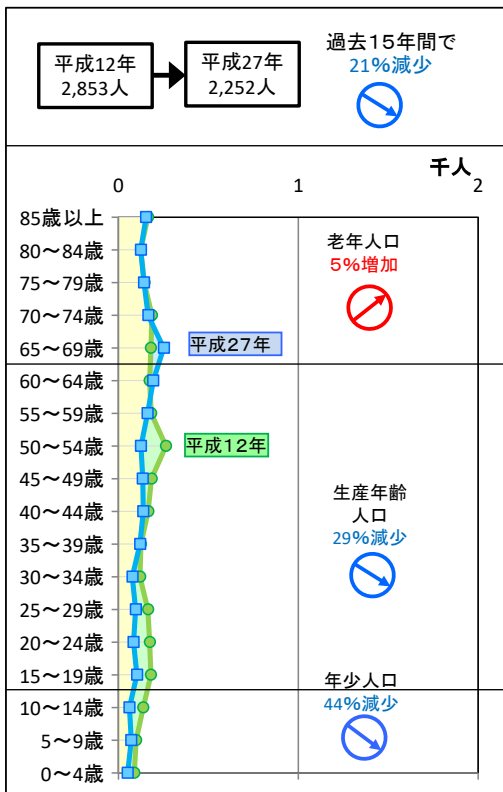 平成12年
2,853人
平成27年
2,252人
過去15年間で
21%減少
千人
0
1
2
85歳以上
80～84歳
75～79歳
70～74歳
65～69歳
60～64歳
55～59歳
50～54歳
45～49歳
40～44歳
35～39歳
30～34歳
25～29歳
20～24歳
15～19歳
10～14歳
5～9歳
0～4歳
老年人口
5%増加
平成27年
平成12年
生産年齢
人口
29%減少
年少人口
44%減少